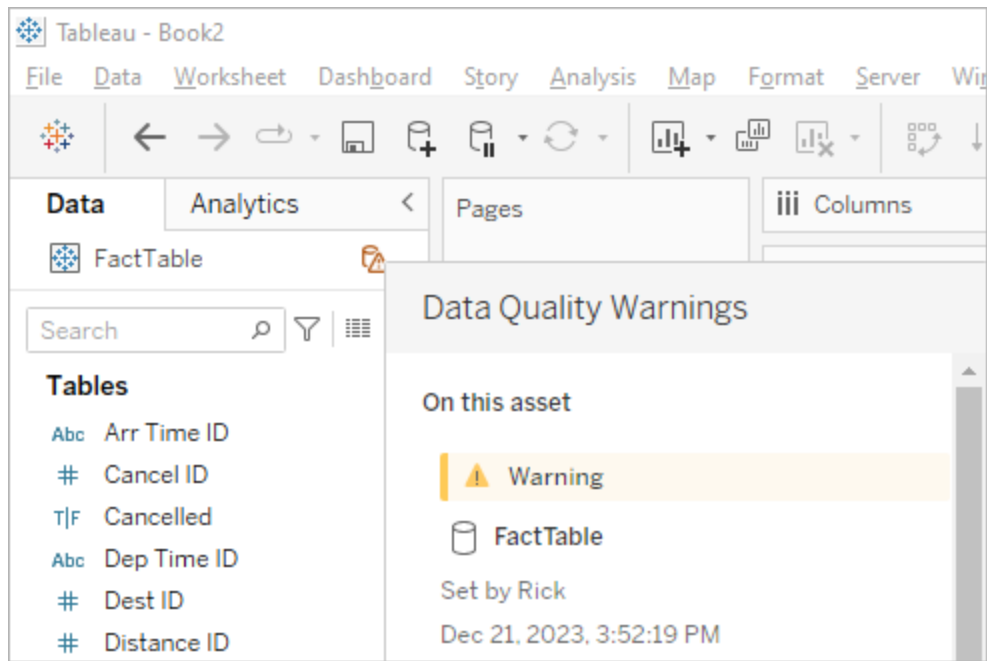 Tableau - Book2
File Data Worksheet Dashboard Story Analysis Map Format Server
Data Analytics
Pages
Columns
FactTable
Search
Tables
Abc Arr Time ID
# Cancel ID
T|F Cancelled
Abc Dep Time ID
# Dest ID
# Distance ID
Data Quality Warnings
On this asset
Warning
FactTable
Set by Rick
Dec 21, 2023, 3:52:19 PM